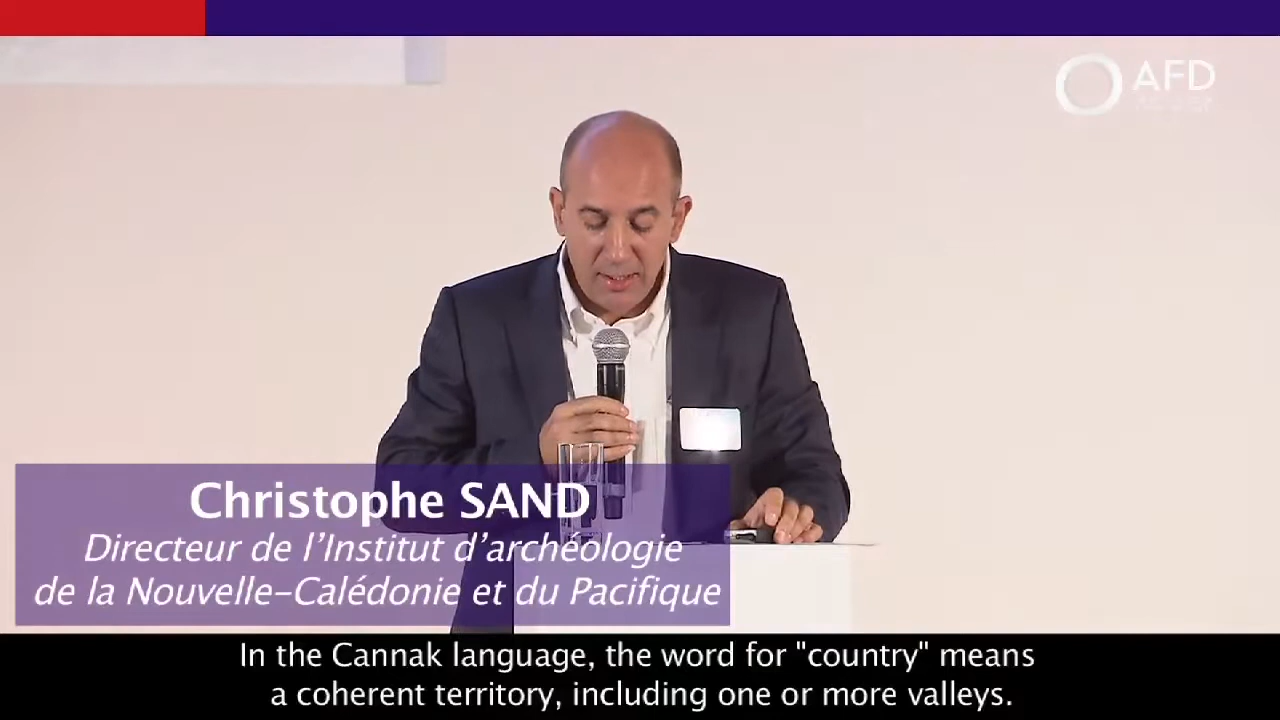 AFD
Christophe SAND
Directeur de l'Institut d'archéologie
de la Nouvelle-Calédonie et du Pacifique
In the Cannak language, the word for "country" means
a coherent territory, including one or more valleys.